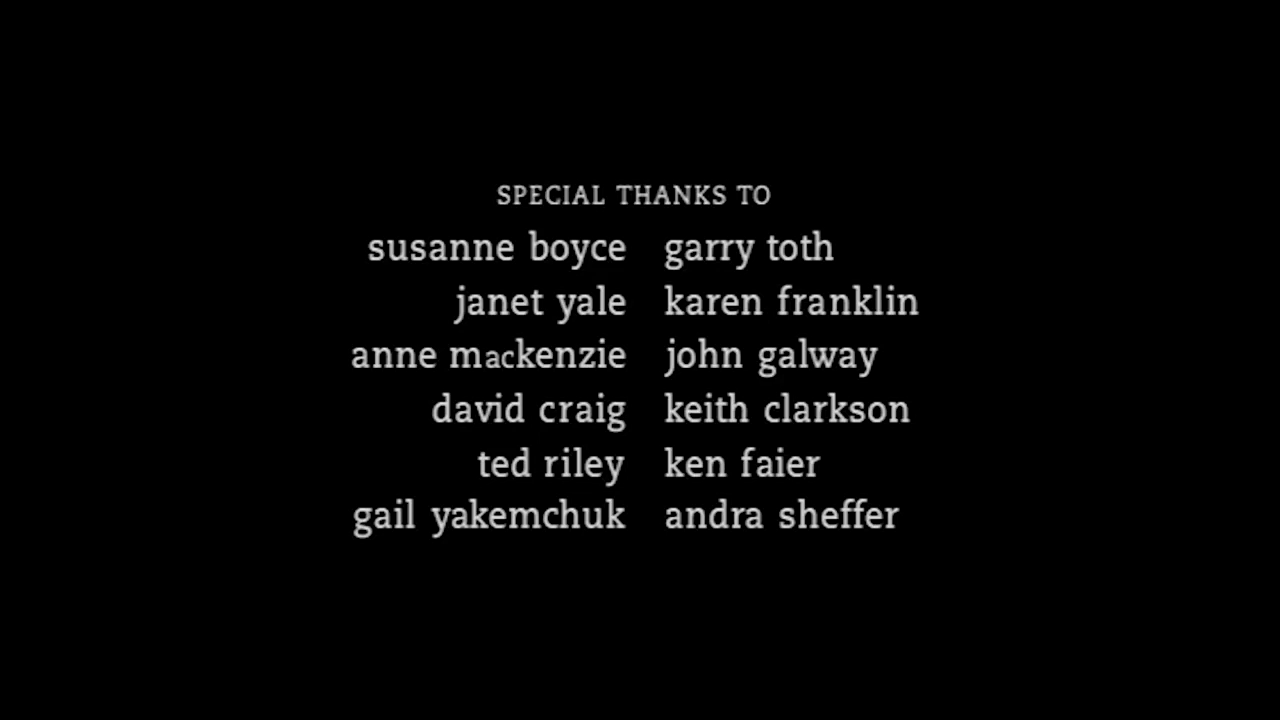 SPECIAL THANKS TO
susanne boyce garry toth
janet yale karen franklin
anne mackenzie john galway
david craig keith clarkson
ted riley ken faier
gail yakemchuk andra sheffer